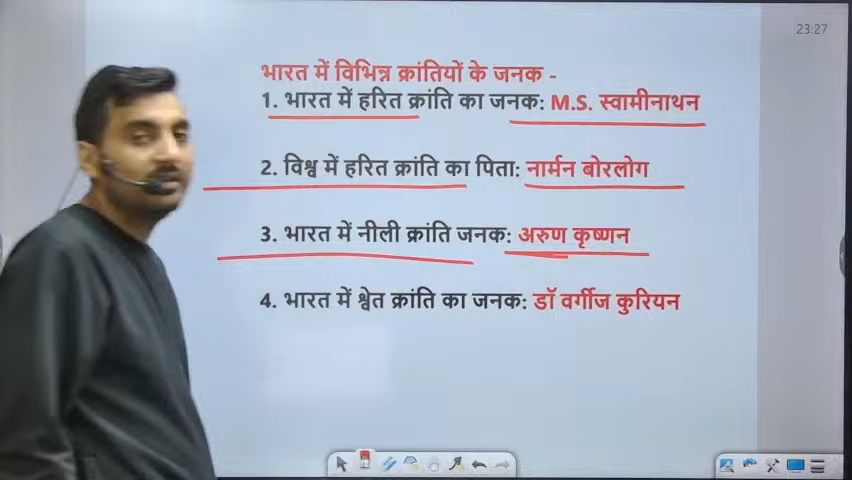 23:27
भारत में विभिन्न क्रांतियों के जनक -
1. भारत में हरित क्रांति का जनक: M.S. स्वामीनाथन
2. विश्व में हरित क्रांति का पिता: नार्मन बोरलोग
3. भारत में नीली क्रांति जनक: अरुण कृष्णन
4. भारत में श्वेत क्रांति का जनक: डॉ वर्गीज कुरियन